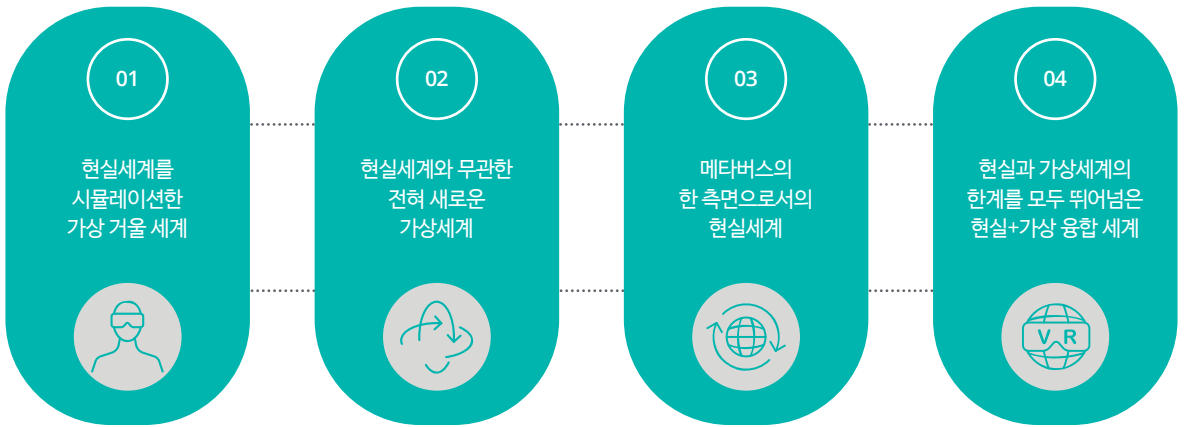 01
현실세계를
시뮬레이션한
가상 거울 세계
02
현실세계와 무관한
전혀 새로운
가상세계
03
메타버스의
한 측면으로서의
현실세계
04
현실과 가상세계의
한계를 모두 뛰어넘은
현실+가상 융합 세계
V R